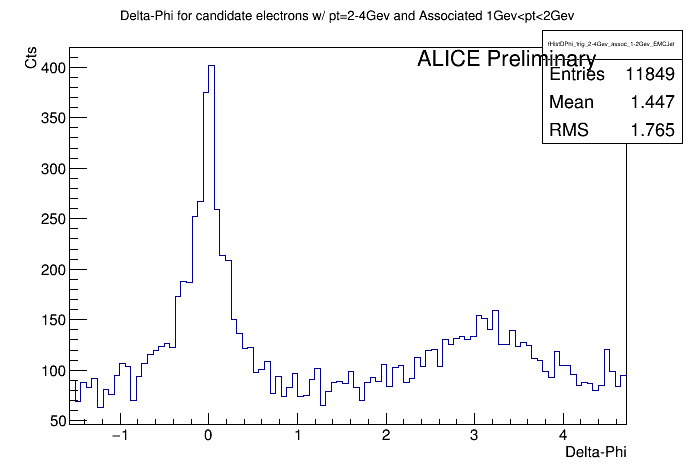 Delta-Phi for candidate electrons w/ pt=2-4Gev and Associated 1Gev<pt<2Gev
Cts
ALICE Preliminary
fHistDPhi_trig_2-4Gev_assoc_1-2Gev_EMCJet
Entries 11849
Mean 1.447
RMS 1.765
400
350
300
250
200
150
100
50
−1 0 1 2 3 4
Delta-Phi